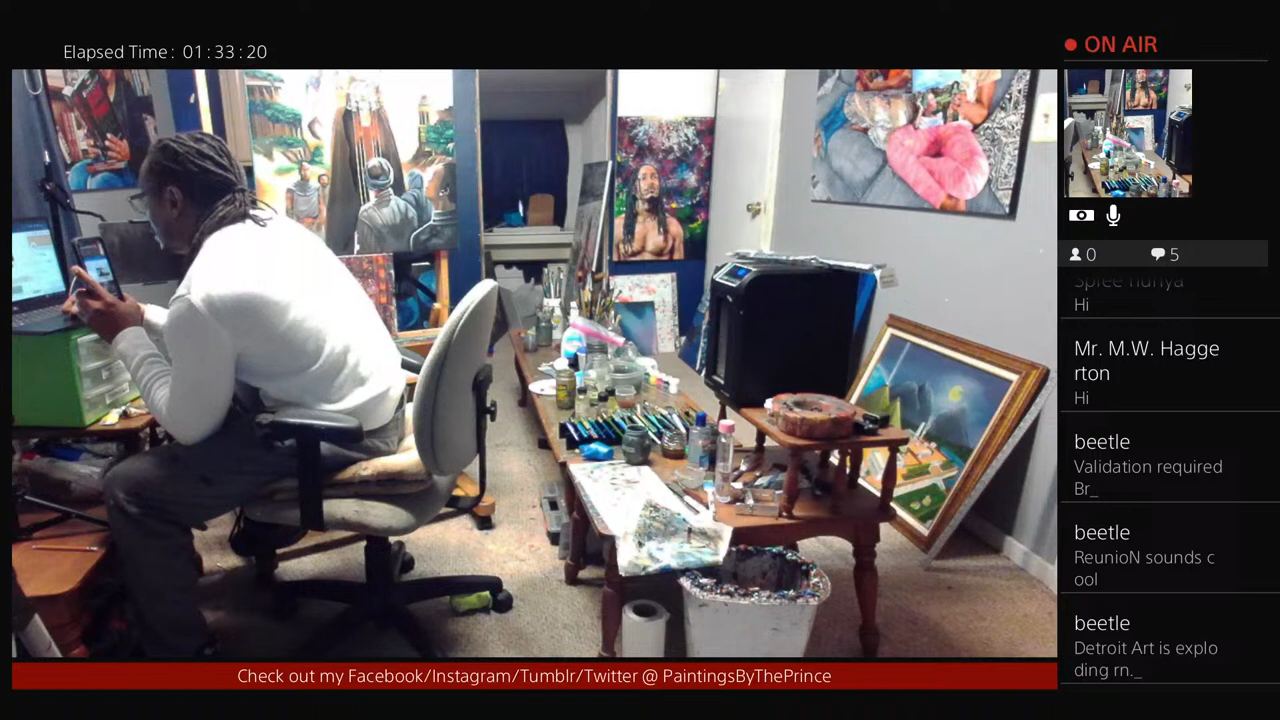 Elapsed Time: 01:33:20
ON AIR
0
5
Spree
Hi
Mr. M.W. Hagge
rton
Hi
beetle
Validation required
Br_
beetle
ReunioN sounds c
ool
beetle
Detroit Art is explo
ding rn._
Check out my Facebook/Instagram/Tumblr/Twitter @ PaintingsByThePrince